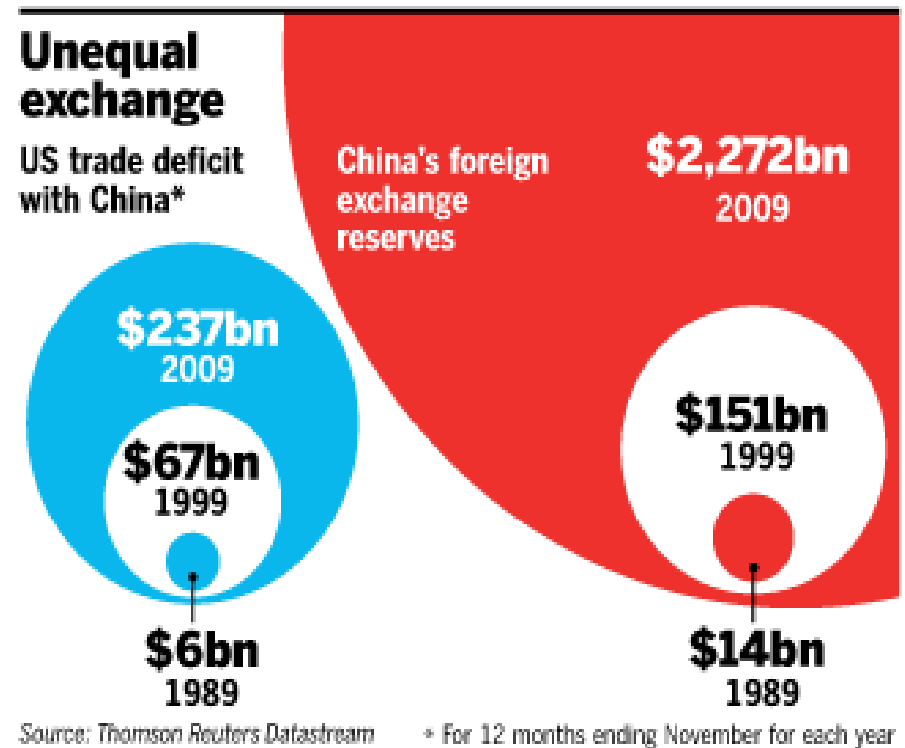 Unequal
exchange
US trade deficit
with China*
China's foreign
exchange
reserves
$2,272bn
2009
$237bn
2009
$67bn
1999
$6bn
1989
$151bn
1999
$14bn
1989
Source: Thomson Reuters Datastream
* For 12 months ending November for each year